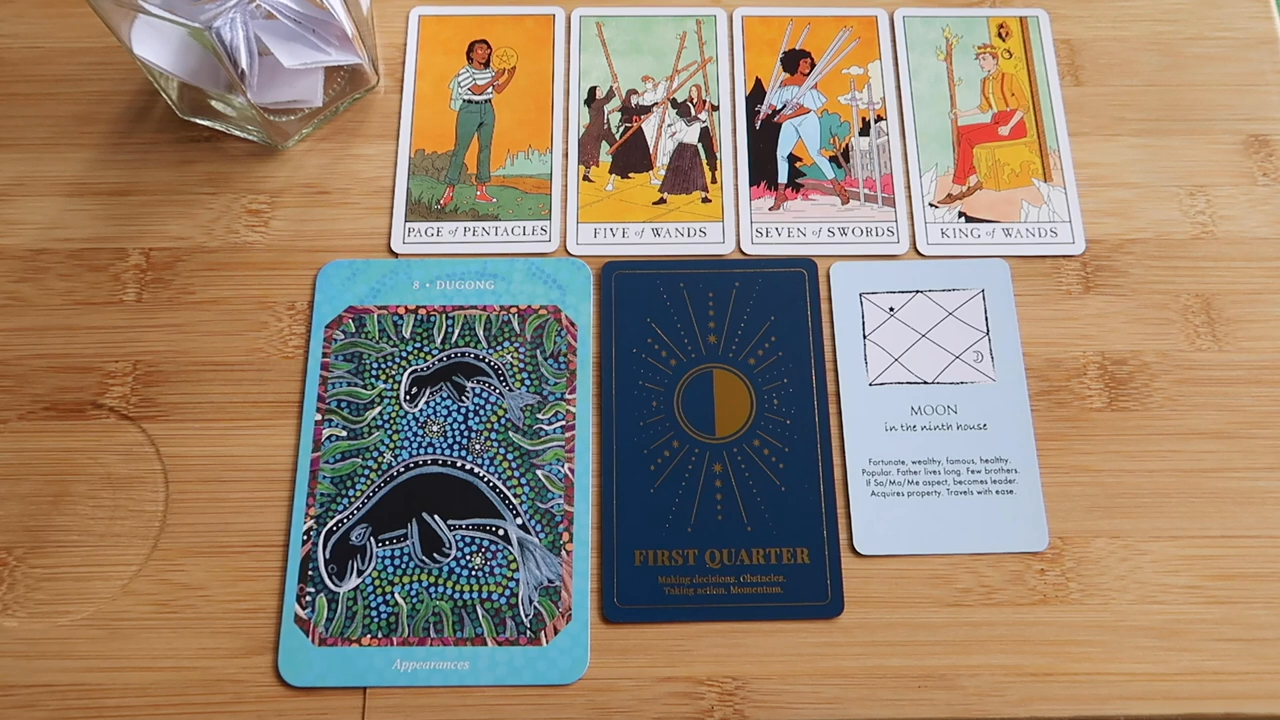 PAGE of PENTACLES
FIVE of WANDS
SEVEN of SWORDS
KING of WANDS
8 • DUGONG
Appearances
FIRST QUARTER
Making decisions. Obstacles.
Taking action. Momentum.
MOON
in the ninth house
Fortunate, wealthy, famous, healthy.
Popular. Father lives long. Few brothers.
If Sa/Ma/Me aspect, becomes leader.
Acquires property. Travels with ease.